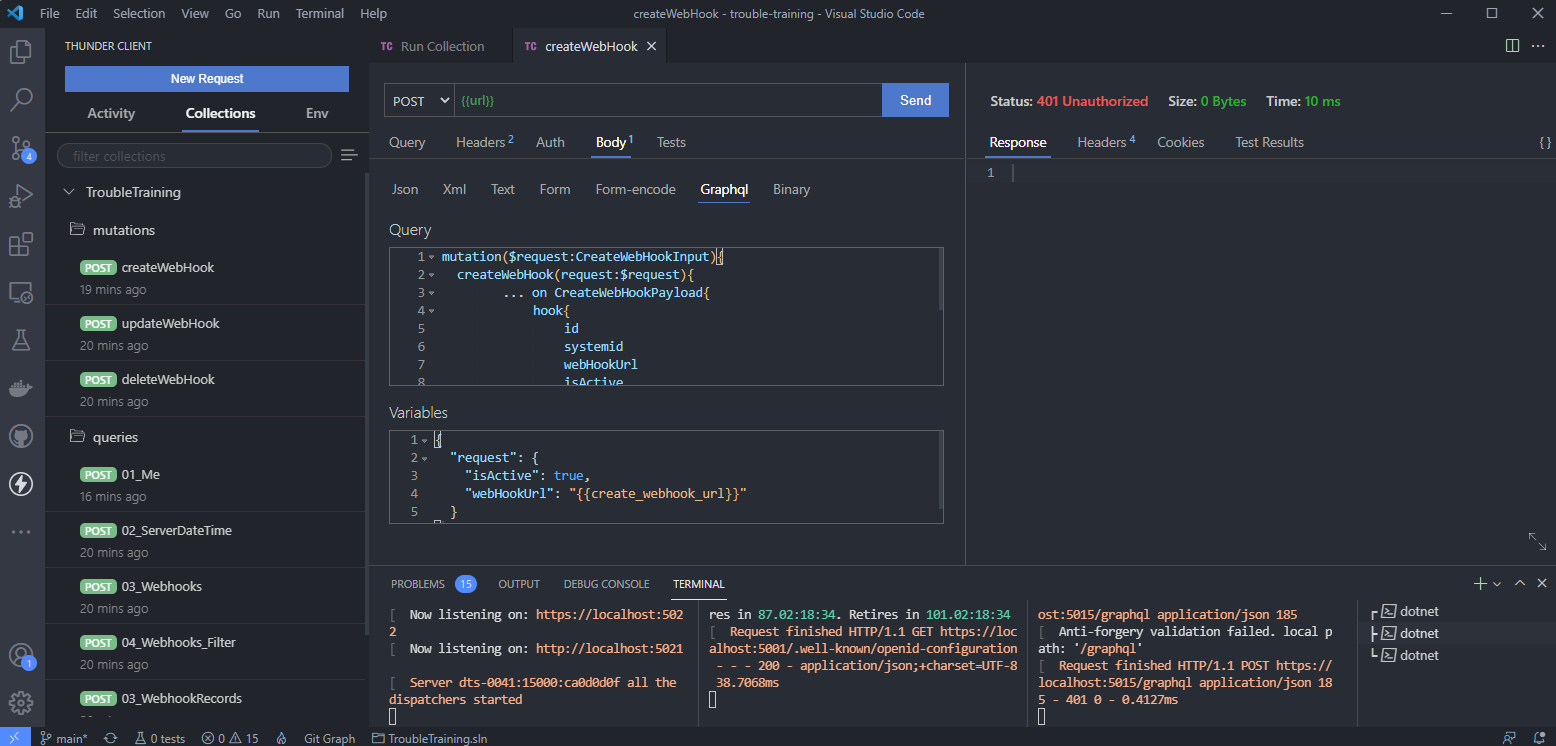 File Edit Selection View Go Run Terminal Help
createWebHook - trouble-training - Visual Studio Code
THUNDER CLIENT
New Request
Activity Collections Env
filter collections
TroubleTraining
mutations
POST createWebHook
19 mins ago
POST updateWebHook
20 mins ago
POST deleteWebHook
20 mins ago
queries
POST 01_Me
16 mins ago
POST 02_ServerDateTime
20 mins ago
POST 03_Webhooks
20 mins ago
POST 04_Webhooks_Filter
20 mins ago
POST 03_WebhookRecords
4
1
TC Run Collection
TC createWebHook
POST {{url}} Send
Query Headers 2 Auth Body 1 Tests
Json Xml Text Form Form-encode Graphql Binary
Query
1 mutation($request:CreateWebHookInput){
2 createWebHook(request:$request){
3 ... on CreateWebHookPayload{
4 hook{
5 id
6 systemid
7 webHookUrl
8 isActive
Variables
1 {
2 "request": {
3 "isActive": true,
4 "webHookUrl": "{{create_webhook_url}}"
5 }
Status: 401 Unauthorized Size: 0 Bytes Time: 10 ms
Response Headers 4 Cookies Test Results { }
1
PROBLEMS 15 OUTPUT DEBUG CONSOLE TERMINAL
[ Now listening on: https://localhost:502
2
[ Now listening on: http://localhost:5021
[ Server dts-0041:15000:ca0d0d0f all the
dispatchers started
res in 87.02:18:34. Retires in 101.02:18:34
[ Request finished HTTP/1.1 GET https://loc
alhost:5001/.well-known/openid-configuration
- - - 200 - application/json;+charset=UTF-8
38.7068ms
ost:5015/graphql application/json 185
[ Anti-forgery validation failed. local p
ath: '/graphql'
[ Request finished HTTP/1.1 POST https://
localhost:5015/graphql application/json 18
5 - 401 0 - 0.4127ms
dotnet
dotnet
dotnet
main* 0 tests 0 15 Git Graph TroubleTraining.sln